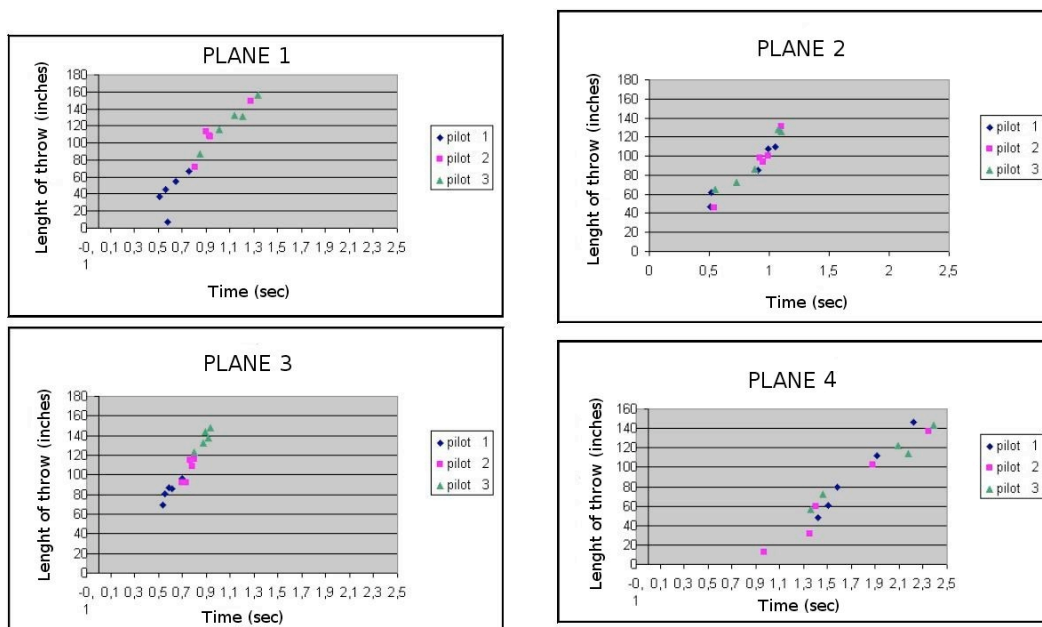 PLANE 1
Lenght of throw (inches)
180
160
140
120
100
80
60
40
20
0
-0, 0,1 0,3 0,5 0,7 0,9 1,1 1,3 1,5 1,7 1,9 2,1 2,3 2,5
1
Time (sec)
pilot 1
pilot 2
pilot 3
PLANE 2
Lenght of throw (inches)
180
160
140
120
100
80
60
40
20
0
0 0,5 1 1,5 2 2,5
Time (sec)
pilot 1
pilot 2
pilot 3
PLANE 3
Lenght of throw (inches)
180
160
140
120
100
80
60
40
20
0
-0, 0,1 0,3 0,5 0,7 0,9 1,1 1,3 1,5 1,7 1,9 2,1 2,3 2,5
1
Time (sec)
pilot 1
pilot 2
pilot 3
PLANE 4
Lenght of throw (inches)
160
140
120
100
80
60
40
20
0
-0, 0,1 0,3 0,5 0,7 0,9 1,1 1,3 1,5 1,7 1,9 2,1 2,3 2,5
1
Time (sec)
pilot 1
pilot 2
pilot 3